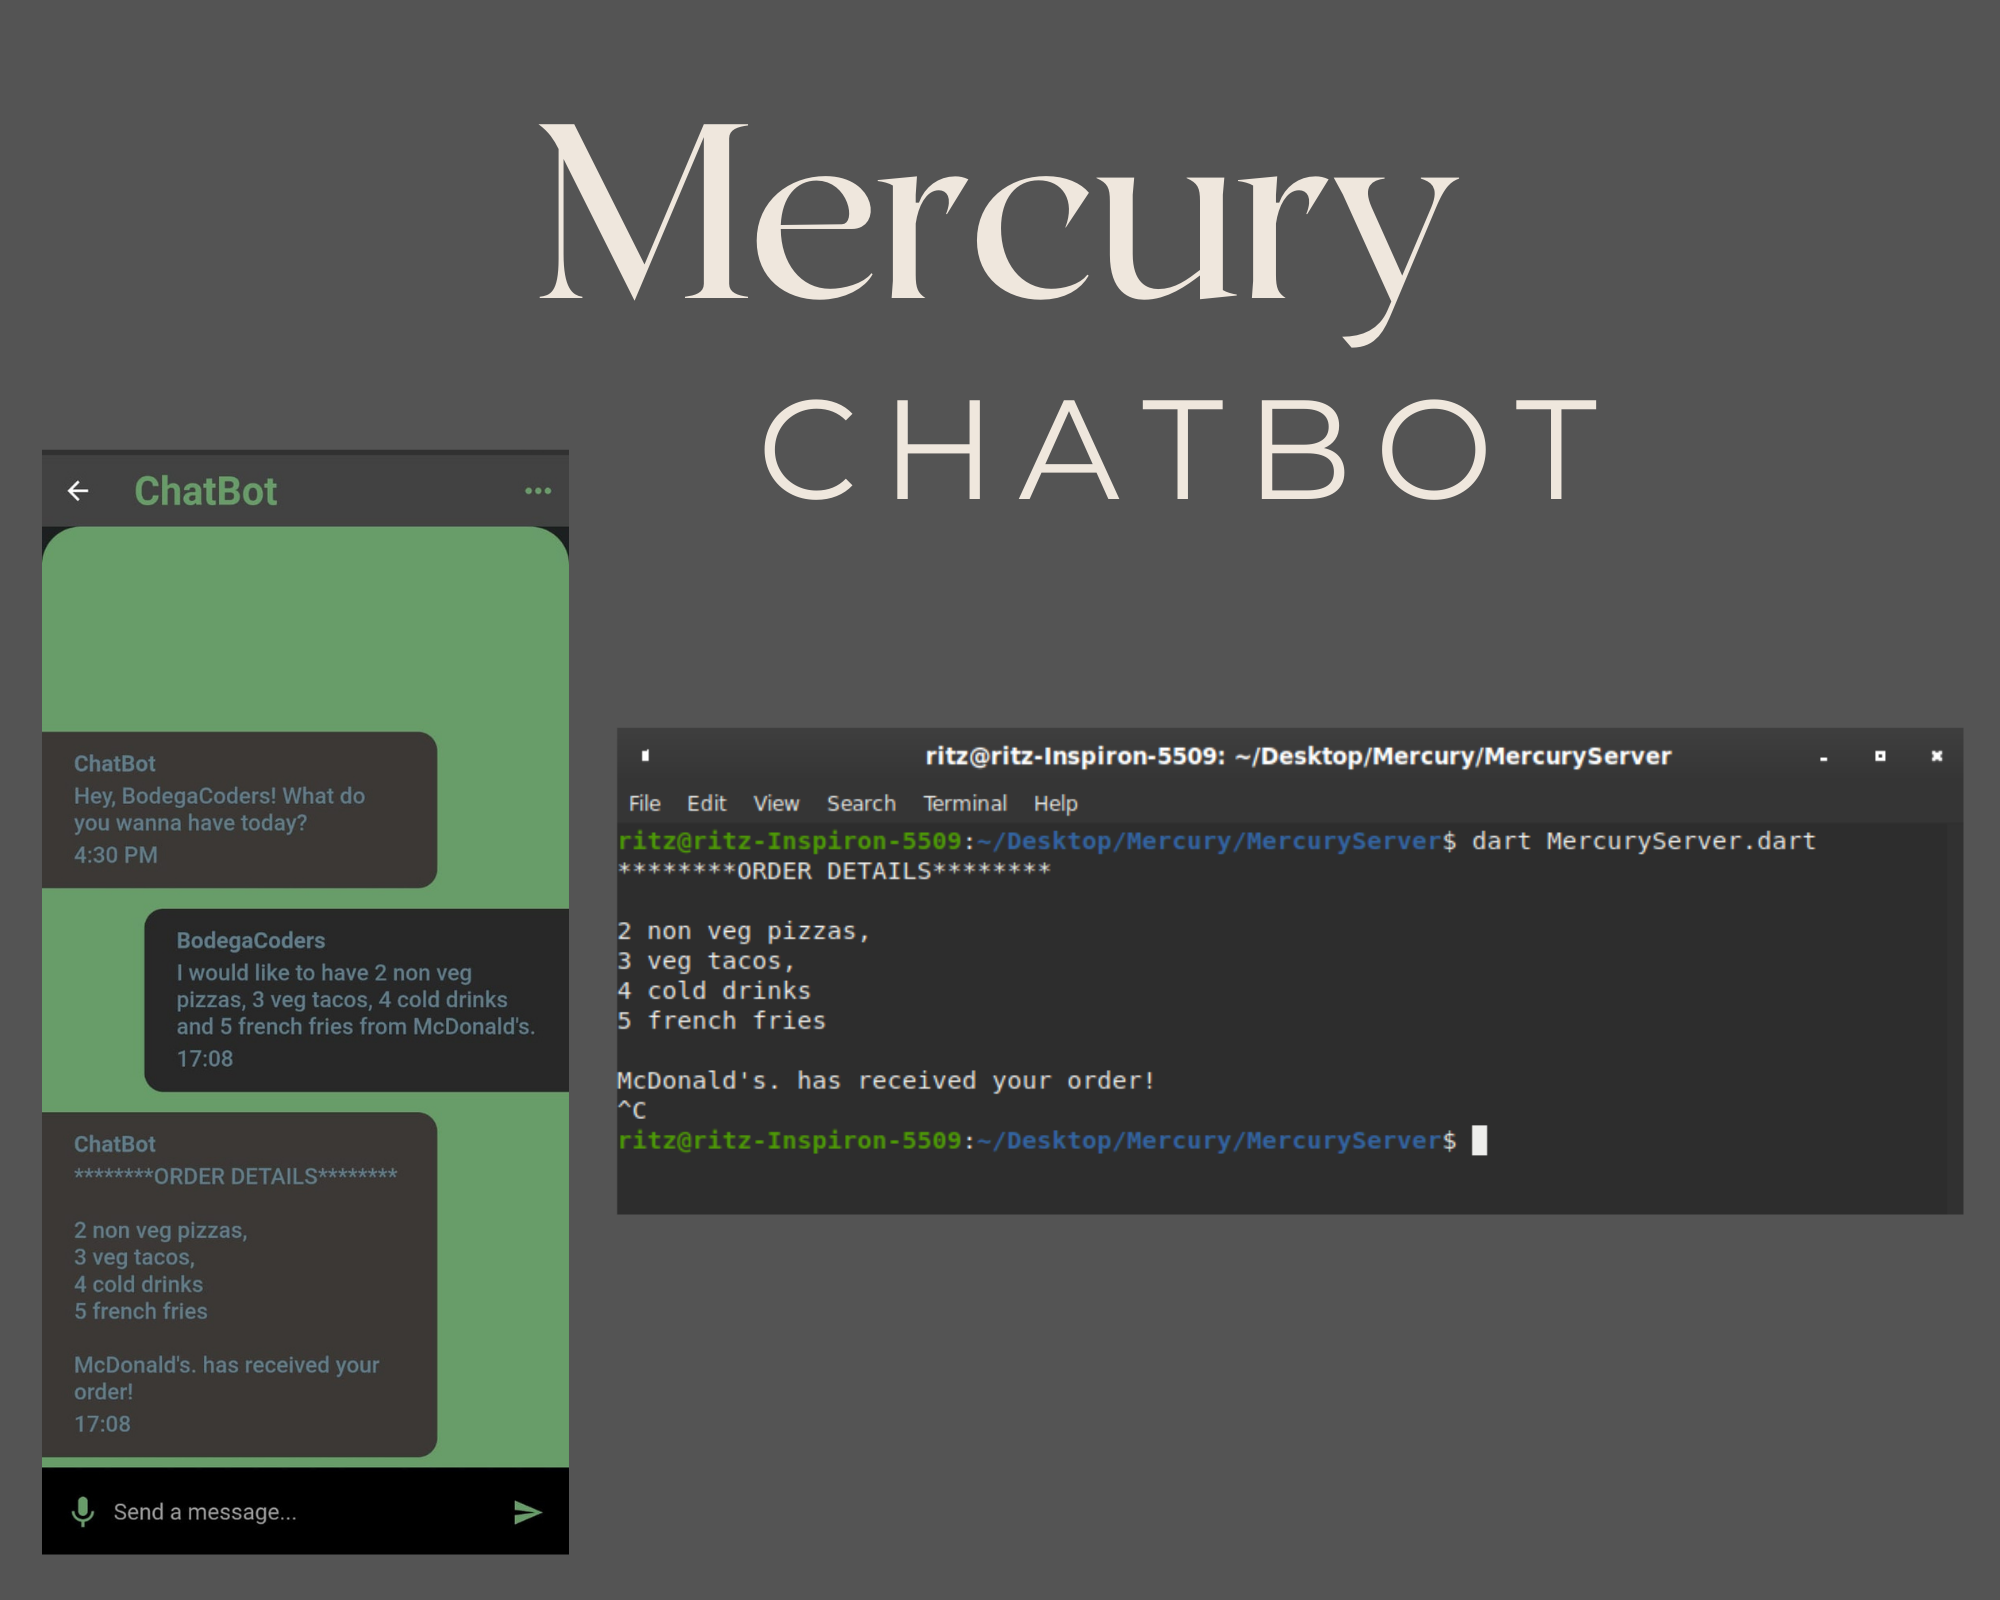 Mercury
CHATBOT
ChatBot
ChatBot
Hey, BodegaCoders! What do
you wanna have today?
4:30 PM
BodegaCoders
I would like to have 2 non veg
pizzas, 3 veg tacos, 4 cold drinks
and 5 french fries from McDonald's.
17:08
ChatBot
********ORDER DETAILS********
2 non veg pizzas,
3 veg tacos,
4 cold drinks
5 french fries
McDonald's. has received your
order!
17:08
Send a message...
ritz@ritz-Inspiron-5509: ~/Desktop/Mercury/MercuryServer
File Edit View Search Terminal Help
ritz@ritz-Inspiron-5509:~/Desktop/Mercury/MercuryServer$ dart MercuryServer.dart
********ORDER DETAILS********
2 non veg pizzas,
3 veg tacos,
4 cold drinks
5 french fries
McDonald's. has received your order!
^C
ritz@ritz-Inspiron-5509:~/Desktop/Mercury/MercuryServer$